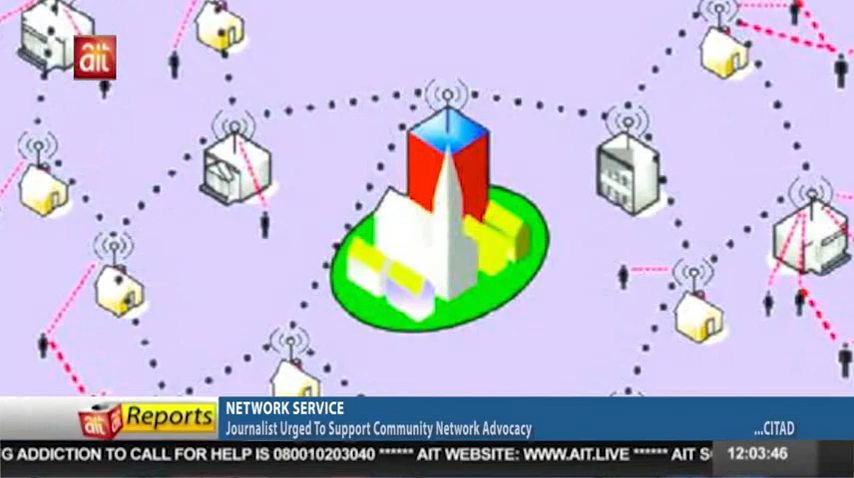 ait
NETWORK SERVICE
ait Reports
Journalist Urged To Support Community Network Advocacy
...CITAD
G ADDICTION TO CALL FOR HELP IS 080010203040 ****** AIT WEBSITE: WWW.AIT.LIVE ****** AIT
12:03:46